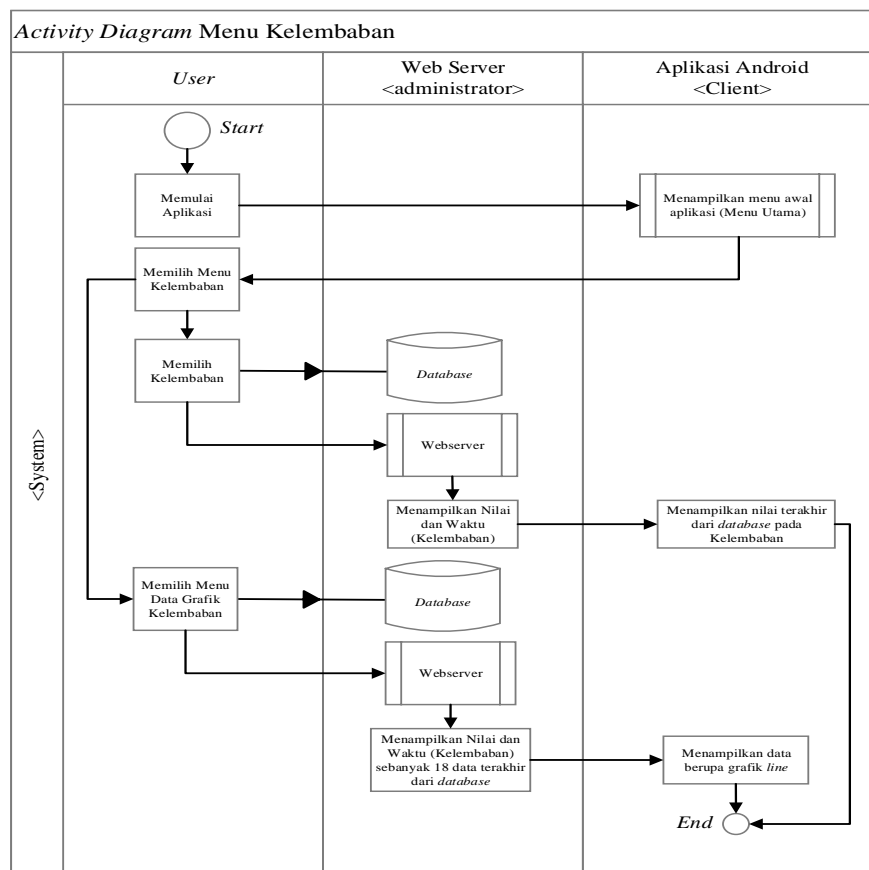 Activity Diagram Menu Kelembaban
User
Web Server
<administrator>
Aplikasi Android
<Client>
<System>
Start
Memulai
Aplikasi
Menampilkan menu awal
aplikasi (Menu Utama)
Memilih Menu
Kelembaban
Memilih
Kelembaban
Database
Webserver
Menampilkan Nilai
dan Waktu
(Kelembaban)
Menampilkan nilai terakhir
dari database pada
Kelembaban
Memilih Menu
Data Grafik
Kelembaban
Database
Webserver
Menampilkan Nilai dan
Waktu (Kelembaban)
sebanyak 18 data terakhir
dari database
Menampilkan data
berupa grafik line
End